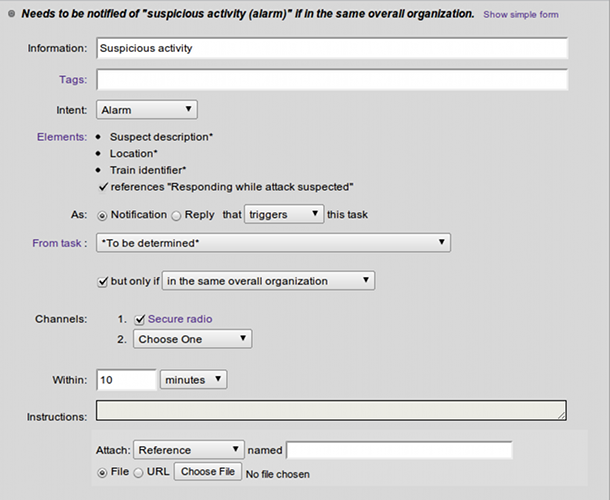 Needs to be notified of "suspicious activity (alarm)" if in the same overall organization. Show simple form
Information: Suspicious activity
Tags:
Intent: Alarm
Elements: • Suspect description*
• Location*
• Train identifier*
✓ references "Responding while attack suspected"
As: Notification Reply that triggers this task
From task : *To be determined*
but only if in the same overall organization
Channels: 1. Secure radio
2. Choose One
Within: 10 minutes
Instructions:
Attach: Reference named
File URL Choose File No file chosen